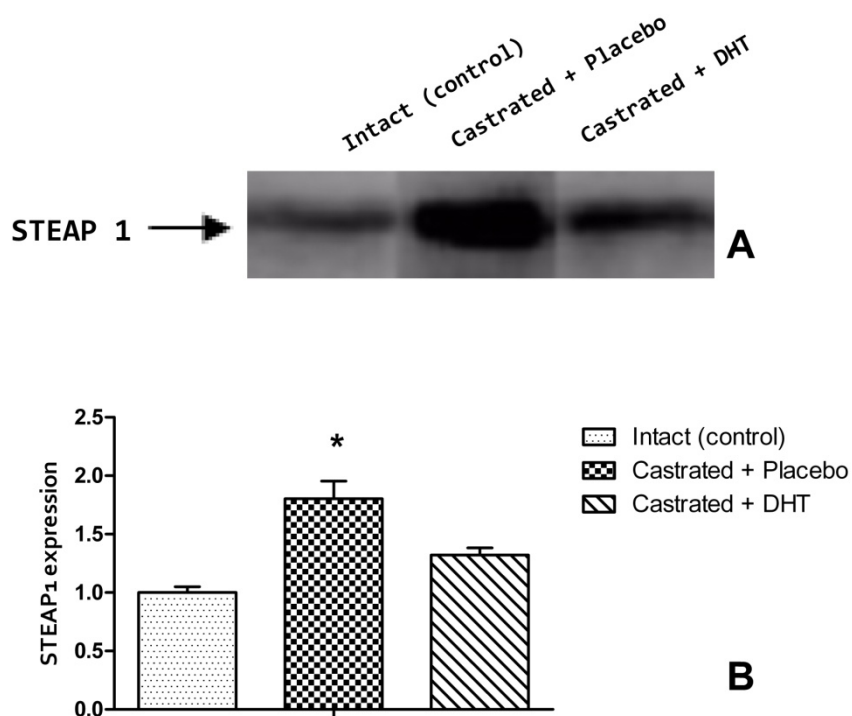 Intact (control)
Castrated + Placebo
Castrated + DHT
STEAP 1
A
2.5
2.0
1.5
1.0
0.5
0.0
STEAP1 expression
*
Intact (control)
Castrated + Placebo
Castrated + DHT
B